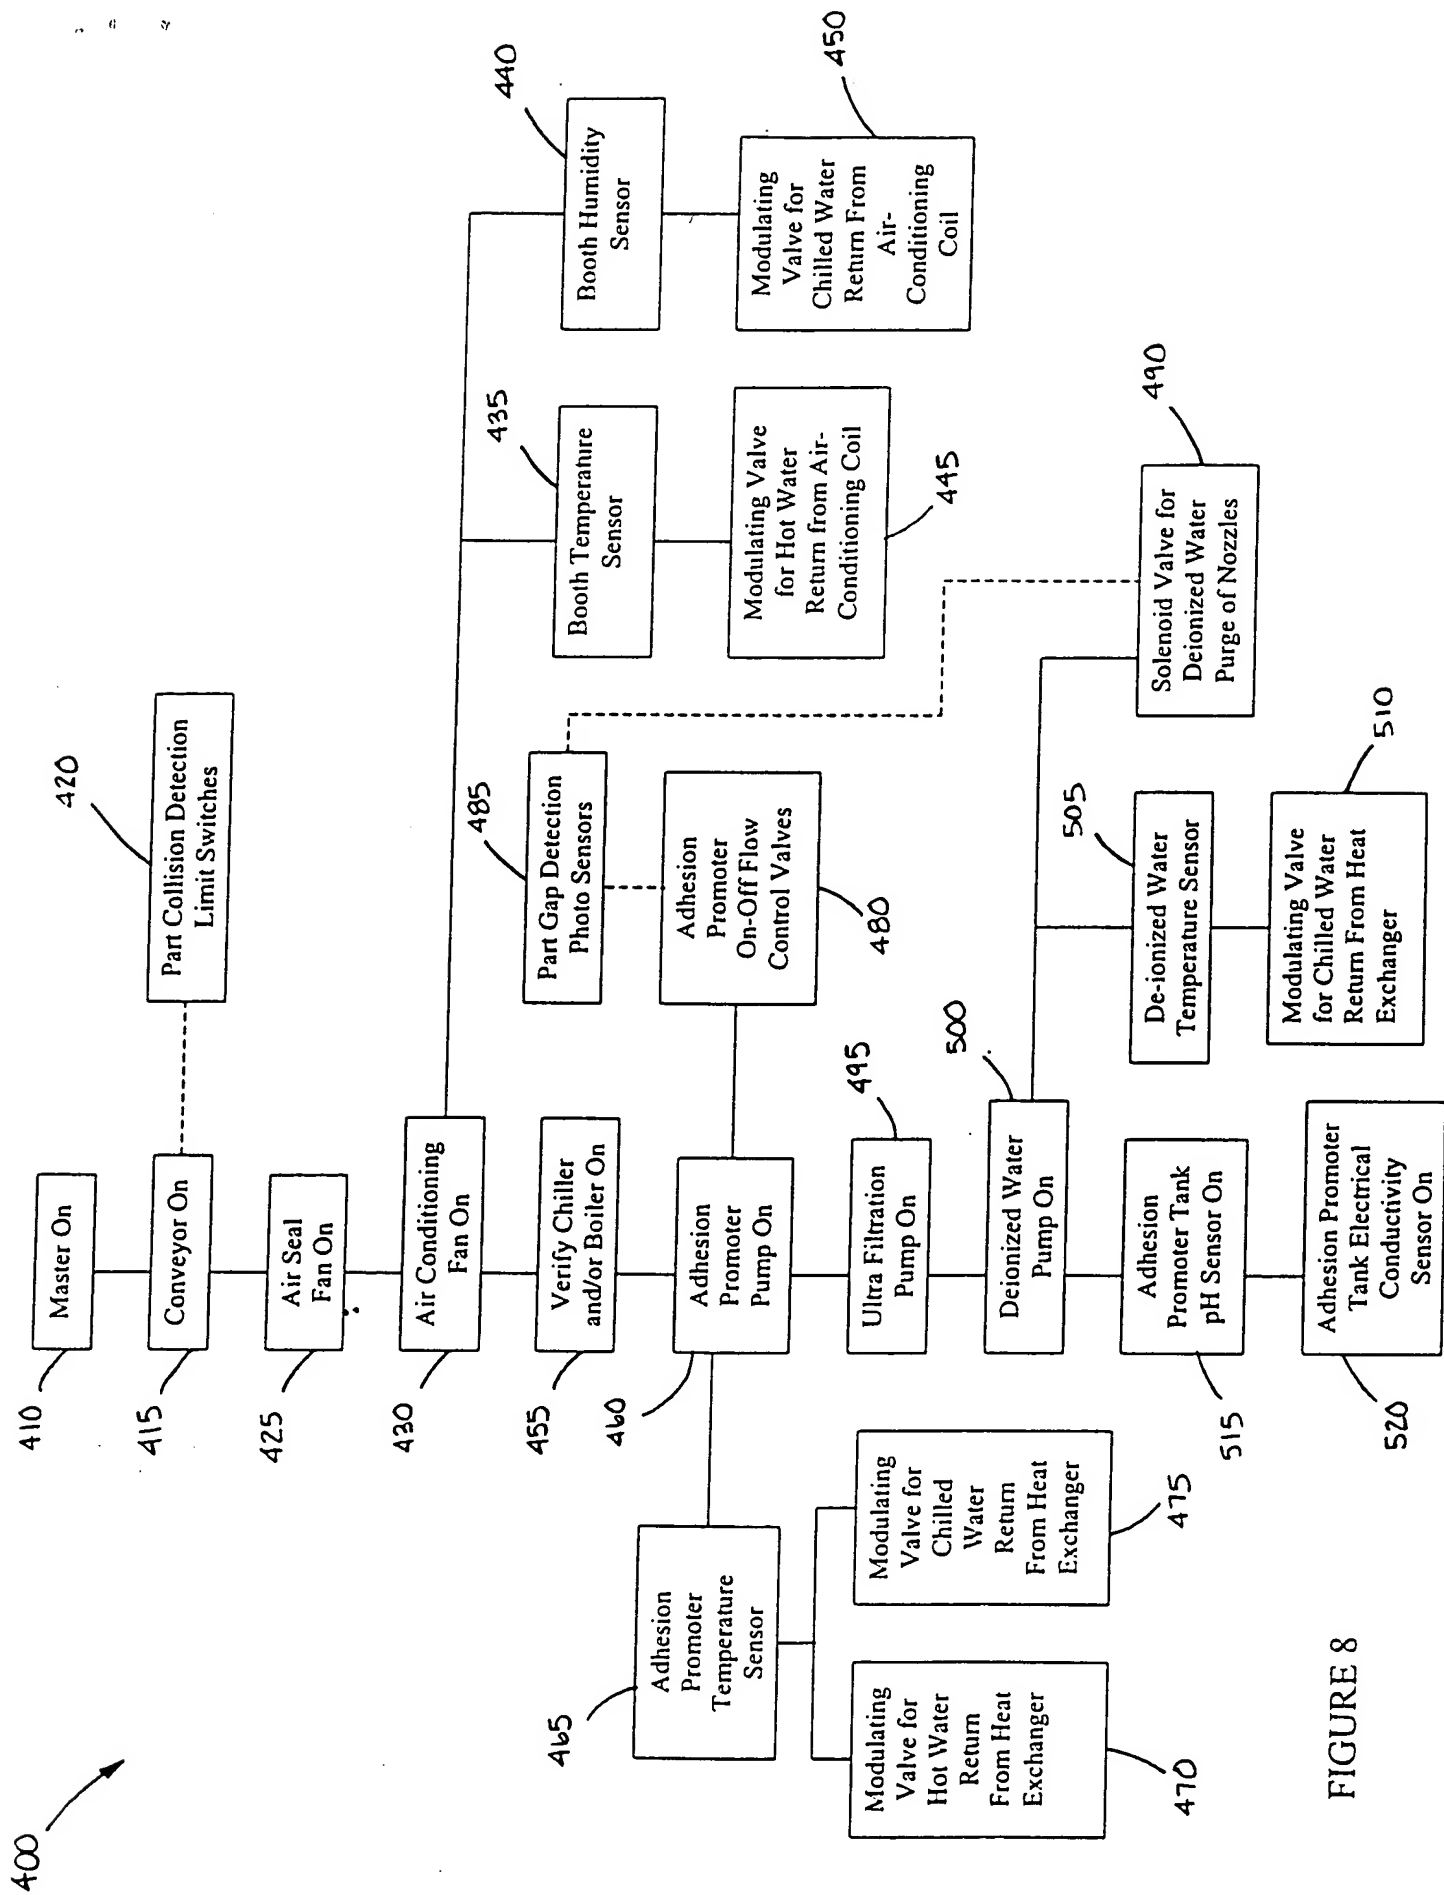 400
410
Master On
415
Conveyor On
420
Part Collision Detection
Limit Switches
425
Air Seal
Fan On
430
Air Conditioning
Fan On
435
Booth Temperature
Sensor
440
Booth Humidity
Sensor
Modulating Valve
for Hot Water
Return from Air-
Conditioning Coil
445
Modulating
Valve for
Chilled Water
Return From
Air-
Conditioning
Coil
450
455
Verify Chiller
and/or Boiler On
460
Adhesion
Promoter
Pump On
465
Adhesion
Promoter
Temperature
Sensor
Modulating
Valve for
Hot Water
Return
From Heat
Exchanger
470
Modulating
Valve for
Chilled
Water
Return
From Heat
Exchanger
475
485
Part Gap Detection
Photo Sensors
Adhesion
Promoter
On-Off Flow
Control Valves
480
Solenoid Valve for
Deionized Water
Purge of Nozzles
490
Ultra Filtration
Pump On
495
Deionized Water
Pump On
500
505
De-ionized Water
Temperature Sensor
Modulating Valve
for Chilled Water
Return From Heat
Exchanger
510
Adhesion
Promoter Tank
pH Sensor On
515
Adhesion Promoter
Tank Electrical
Conductivity
Sensor On
520
FIGURE 8